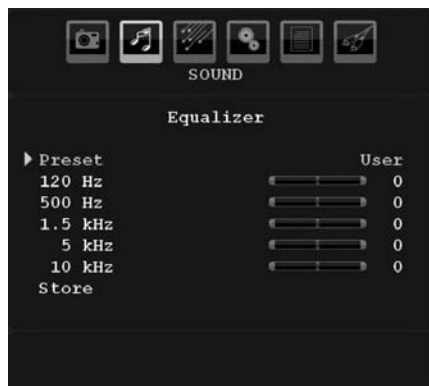 SOUND
Equalizer
Preset User
120 Hz 0
500 Hz 0
1.5 kHz 0
5 kHz 0
10 kHz 0
Store